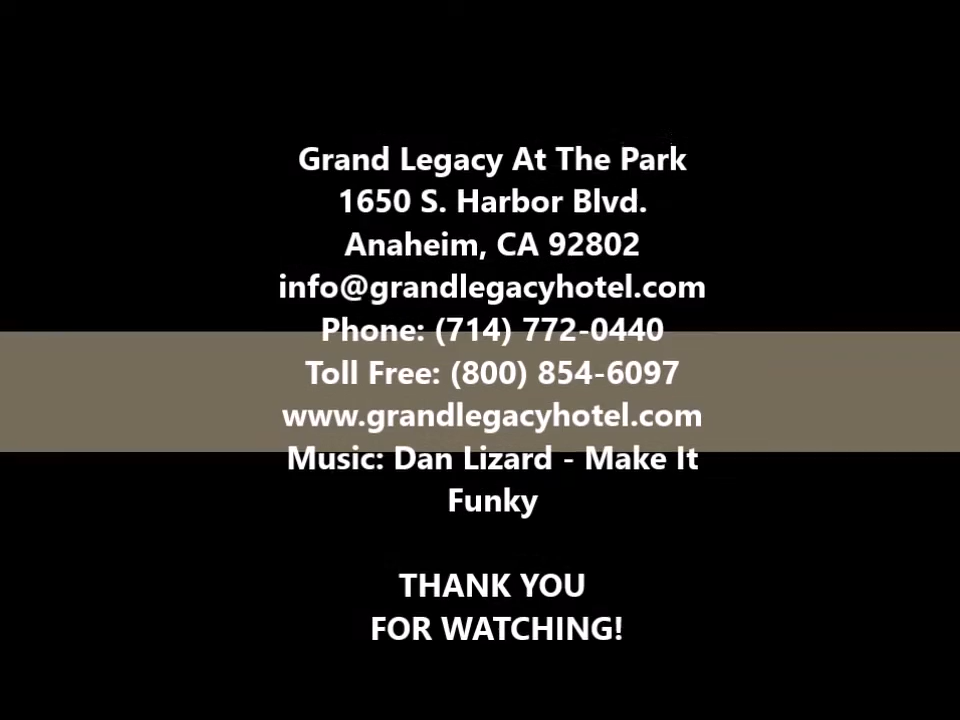 Grand Legacy At The Park
1650 S. Harbor Blvd.
Anaheim, CA 92802
info@grandlegacyhotel.com
Phone: (714) 772-0440
Toll Free: (800) 854-6097
www.grandlegacyhotel.com
Music: Dan Lizard - Make It
Funky
THANK YOU
FOR WATCHING!